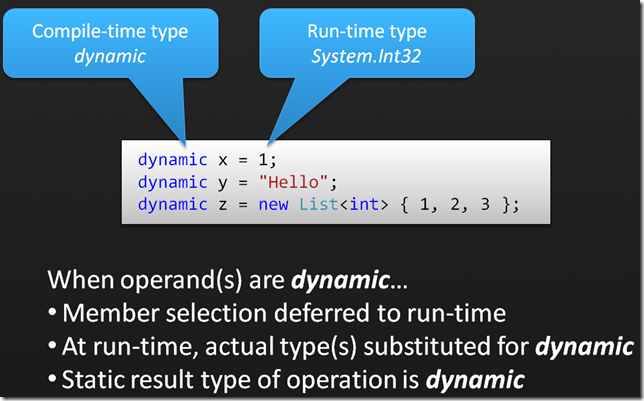 Compile-time type
dynamic
Run-time type
System.Int32
dynamic x = 1;
dynamic y = "Hello";
dynamic z = new List<int> { 1, 2, 3 };
When operand(s) are dynamic…
• Member selection deferred to run-time
• At run-time, actual type(s) substituted for dynamic
• Static result type of operation is dynamic